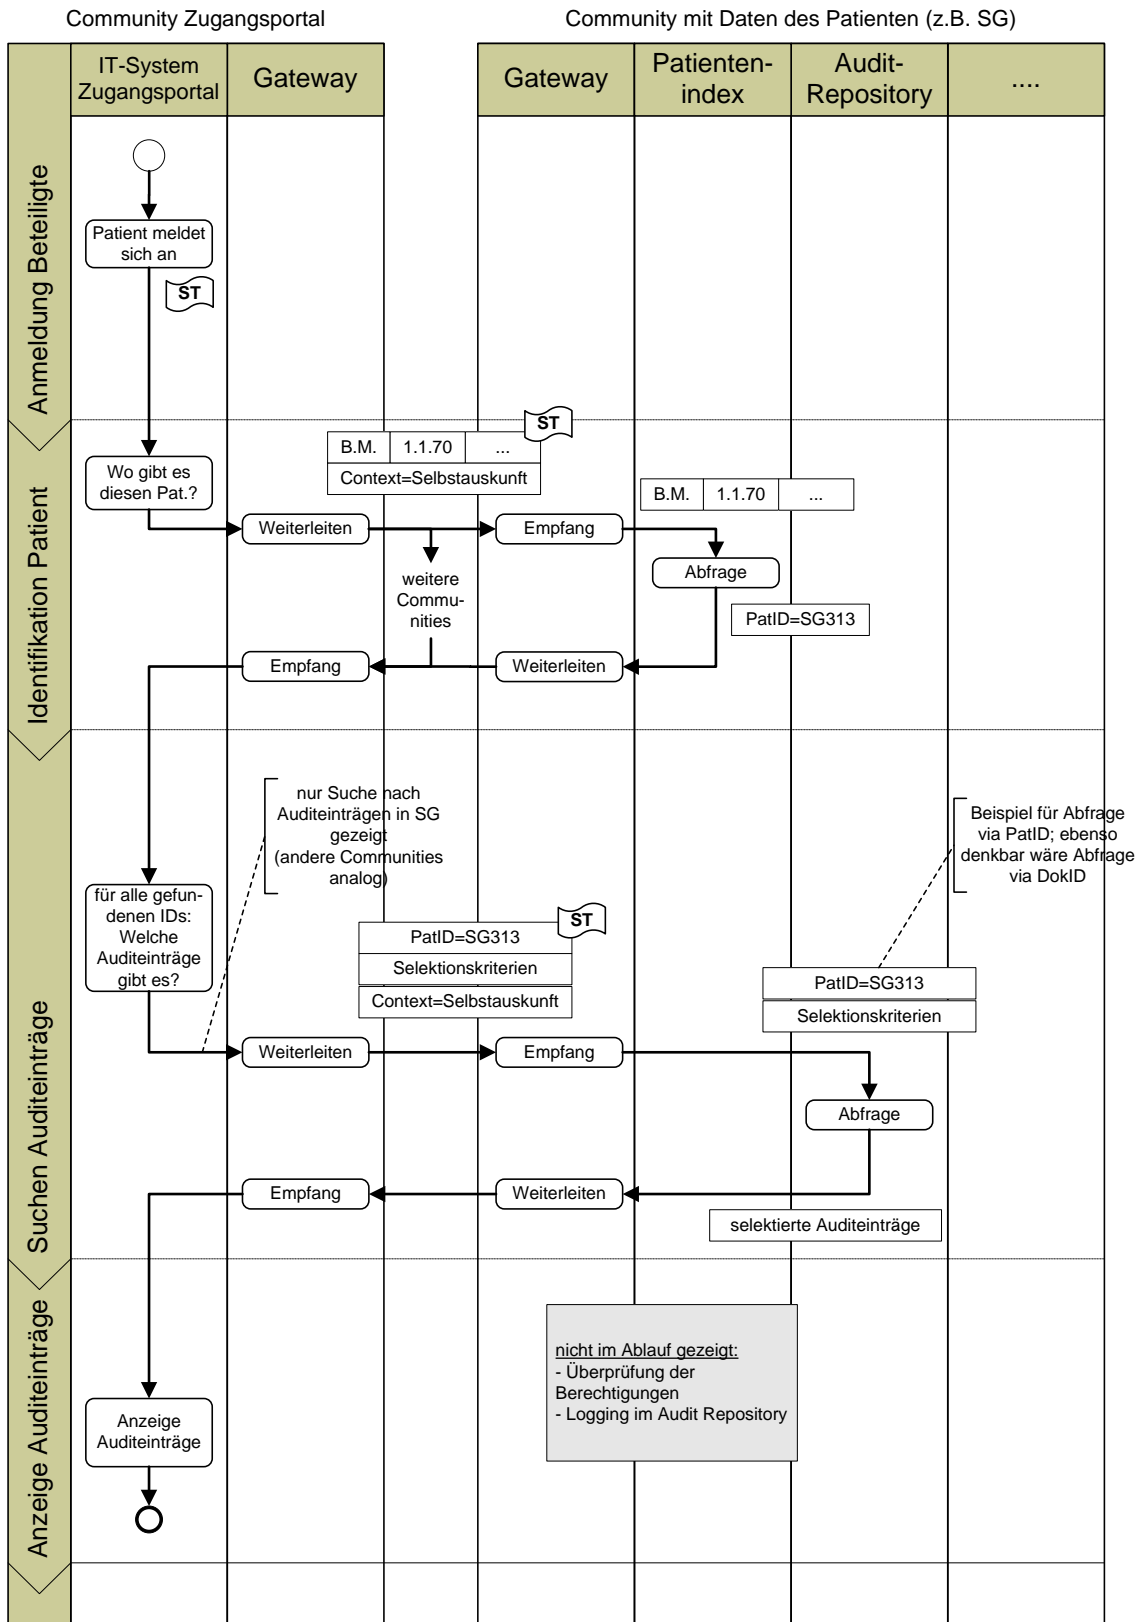 Community Zugangsportal
Community mit Daten des Patienten (z.B. SG)
IT-System
Zugangsportal
Gateway
Gateway
Patienten-
index
Audit-
Repository
....
Anmeldung Beteiligte
Patient meldet
sich an
ST
Identifikation Patient
ST
B.M.
1.1.70
...
Context=Selbstauskunft
Wo gibt es
diesen Pat.?
B.M.
1.1.70
...
Weiterleiten
Empfang
weitere
Commu-
nities
Abfrage
PatID=SG313
Empfang
Weiterleiten
Suchen Auditeinträge
nur Suche nach
Auditeinträgen in SG
gezeigt
(andere Communities
analog)
Beispiel für Abfrage
via PatID; ebenso
denkbar wäre Abfrage
via DokID
für alle gefun-
denen IDs:
Welche
Auditeinträge
gibt es?
ST
PatID=SG313
Selektionskriterien
Context=Selbstauskunft
PatID=SG313
Selektionskriterien
Weiterleiten
Empfang
Abfrage
Empfang
Weiterleiten
selektierte Auditeinträge
Anzeige Auditeinträge
nicht im Ablauf gezeigt:
- Überprüfung der
Berechtigungen
- Logging im Audit Repository
Anzeige
Auditeinträge